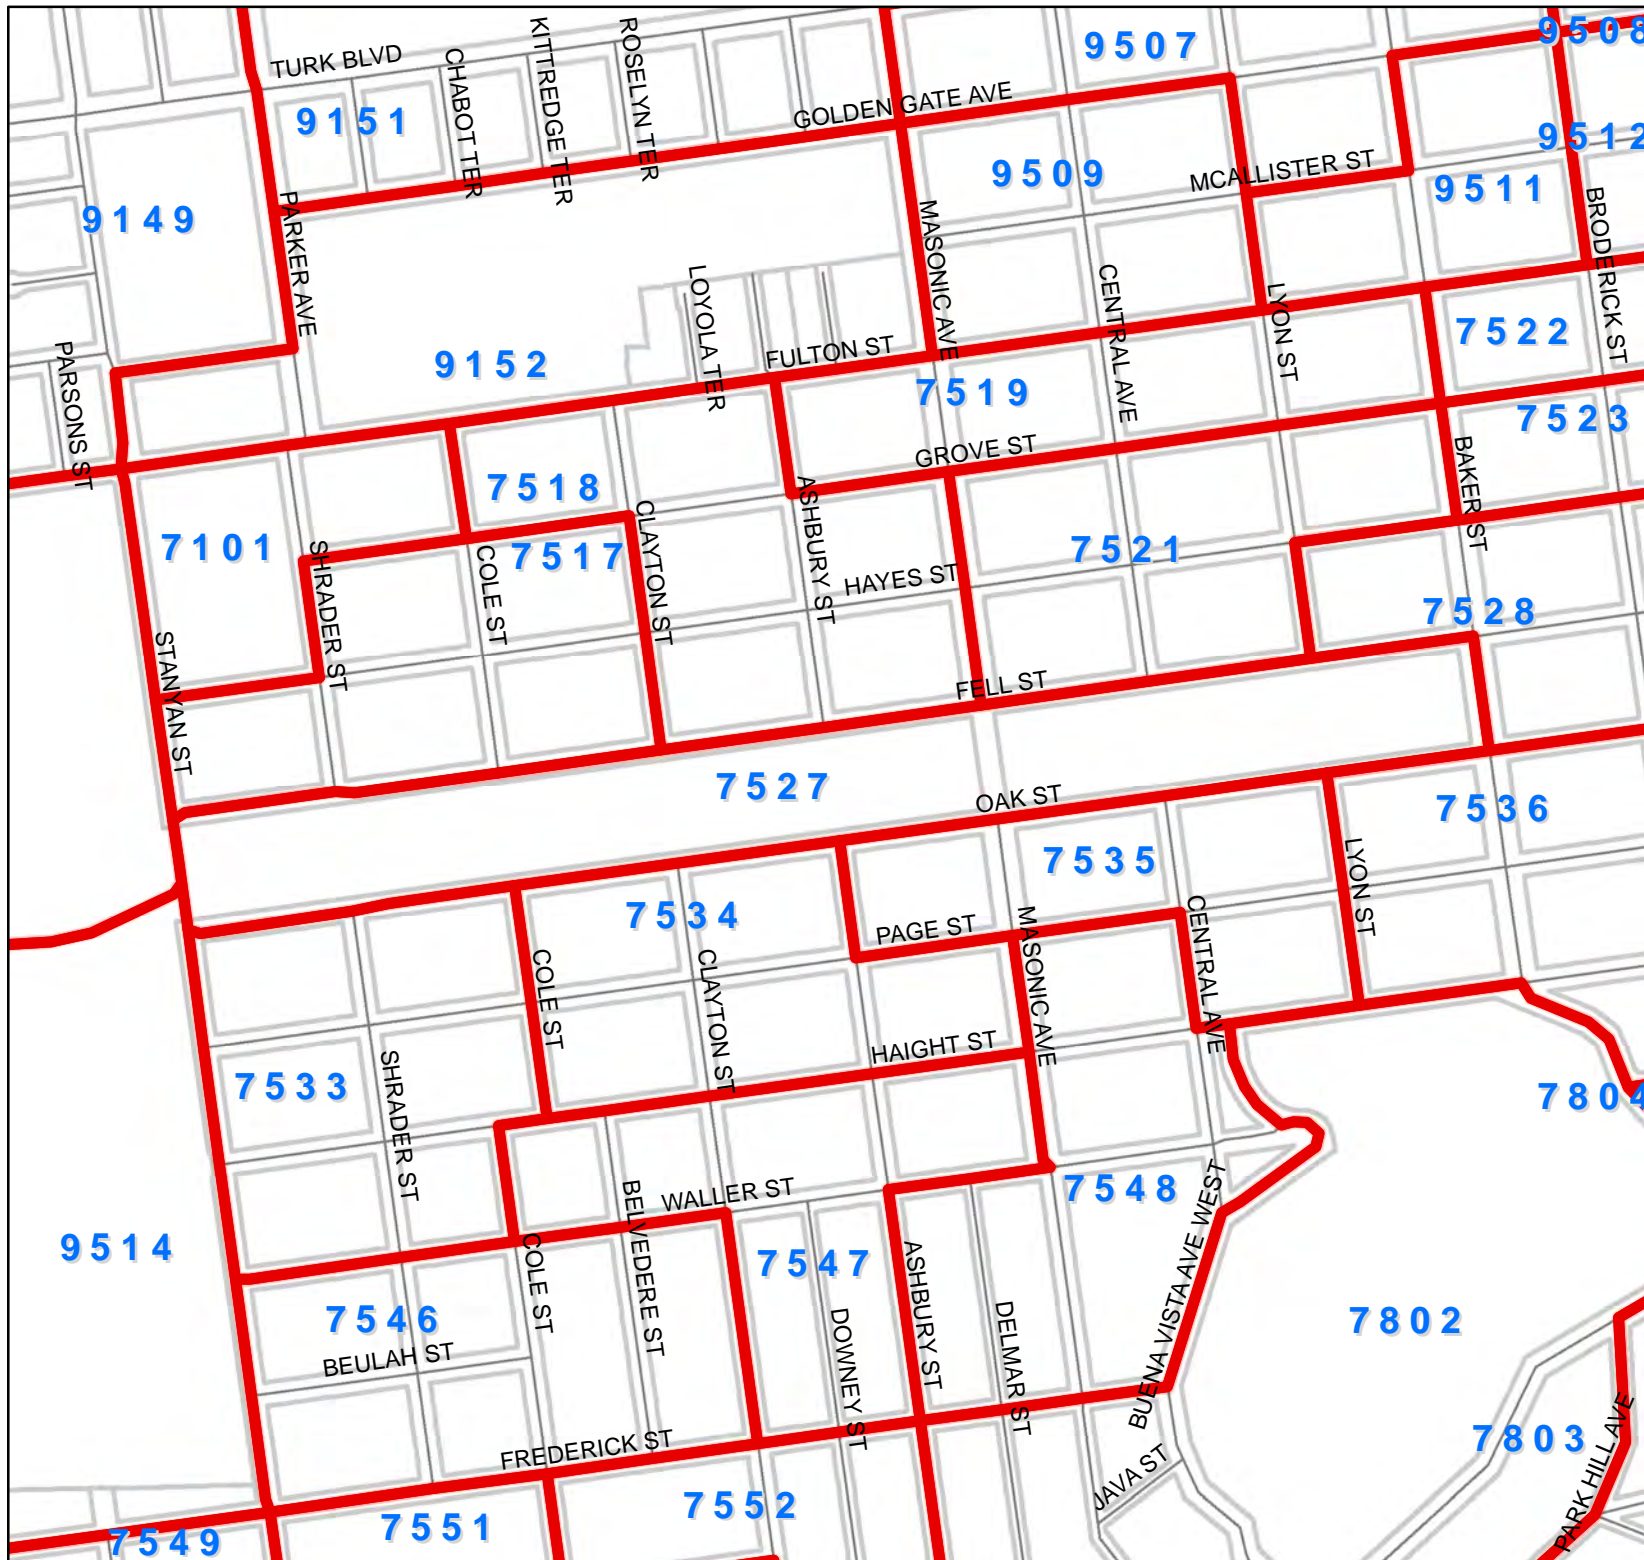 9508
9507
TURK BLVD
CHABOT TER
KITTREDGE TER
ROSELYN TER
GOLDEN GATE AVE
9151
9512
9509
MCALLISTER ST
9511
9149
PARKER AVE
MASONIC AVE
BRODERICK ST
LOYOLA TER
CENTRAL AVE
LYON ST
7522
PARSONS ST
9152
FULTON ST
7519
7523
GROVE ST
7518
BAKER ST
ASHBURY ST
7101
SHRADER ST
COLE ST
7517
CLAYTON ST
HAYES ST
7521
7528
STANYAN ST
FELL ST
7527
OAK ST
7536
7535
LYON ST
7534
PAGE ST
MASONIC AVE
CENTRAL AVE
COLE ST
CLAYTON ST
HAIGHT ST
7533
SHRADER ST
7804
WALLER ST
7548
BELVEDERE ST
9514
COLE ST
7547
ASHBURY ST
BUENA VISTA AVE WEST
7546
DOWNEY ST
DELMAR ST
7802
BEULAH ST
FREDERICK ST
7803
PARK HILL AVE
JAVA ST
7552
7551
7549